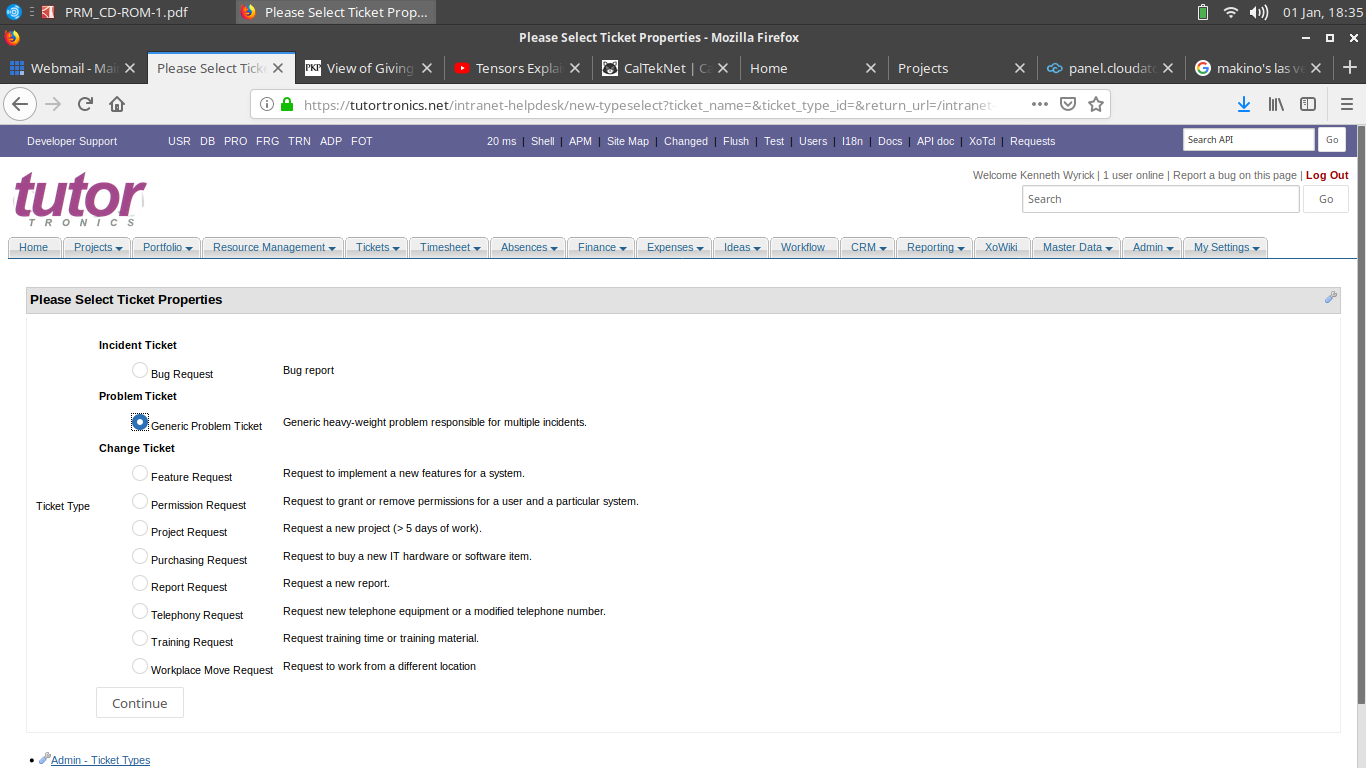 PRM_CD-ROM-1.pdf Please Select Ticket Prop... 01 Jan, 18:35
Please Select Ticket Properties - Mozilla Firefox
Webmail - Mai Please Select Ticke PKP View of Giving YouTube Tensors Explai CalTekNet | Ca Home Projects panel.cloudato makino's las ve
https://tutortronics.net/intranet-helpdesk/new-typeselect?ticket_name=&ticket_type_id=&return_url=/intranet-
Developer Support USR DB PRO FRG TRN ADP FOT 20 ms | Shell | APM | Site Map | Changed | Flush | Test | Users | I18n | Docs | API doc | XoTcl | Requests Search API Go
Welcome Kenneth Wyrick | 1 user online | Report a bug on this page | Log Out
tutor
TRONICS
Search Go
Home Projects Portfolio Resource Management Tickets Timesheet Absences Finance Expenses Ideas Workflow CRM Reporting XoWiki Master Data Admin My Settings
Please Select Ticket Properties
Incident Ticket
Bug Request Bug report
Problem Ticket
Generic Problem Ticket Generic heavy-weight problem responsible for multiple incidents.
Change Ticket
Feature Request Request to implement a new features for a system.
Ticket Type
Permission Request Request to grant or remove permissions for a user and a particular system.
Project Request Request a new project (> 5 days of work).
Purchasing Request Request to buy a new IT hardware or software item.
Report Request Request a new report.
Telephony Request Request new telephone equipment or a modified telephone number.
Training Request Request training time or training material.
Workplace Move Request Request to work from a different location
Continue
Admin - Ticket Types